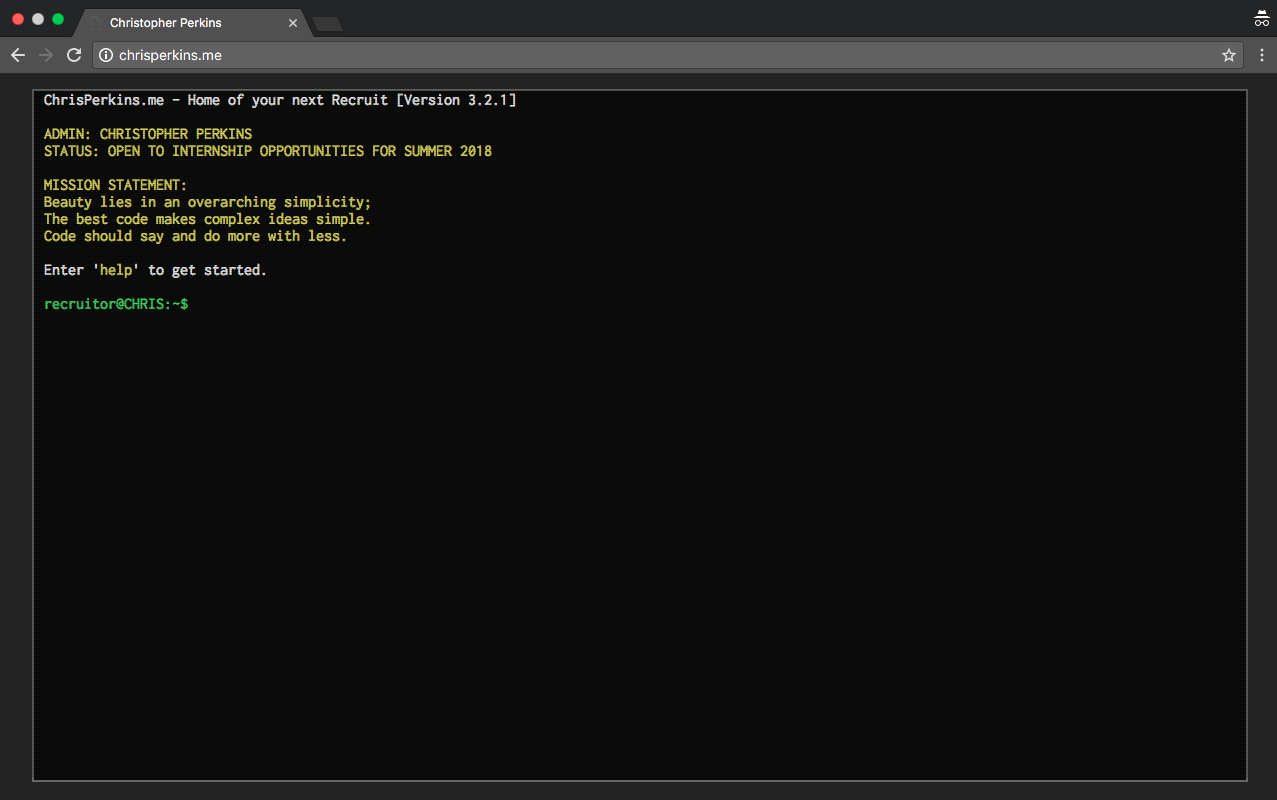 Christopher Perkins
chrisperkins.me
ChrisPerkins.me - Home of your next Recruit [Version 3.2.1]
ADMIN: CHRISTOPHER PERKINS
STATUS: OPEN TO INTERNSHIP OPPORTUNITIES FOR SUMMER 2018
MISSION STATEMENT:
Beauty lies in an overarching simplicity;
The best code makes complex ideas simple.
Code should say and do more with less.
Enter 'help' to get started.
recruitor@CHRIS:~$